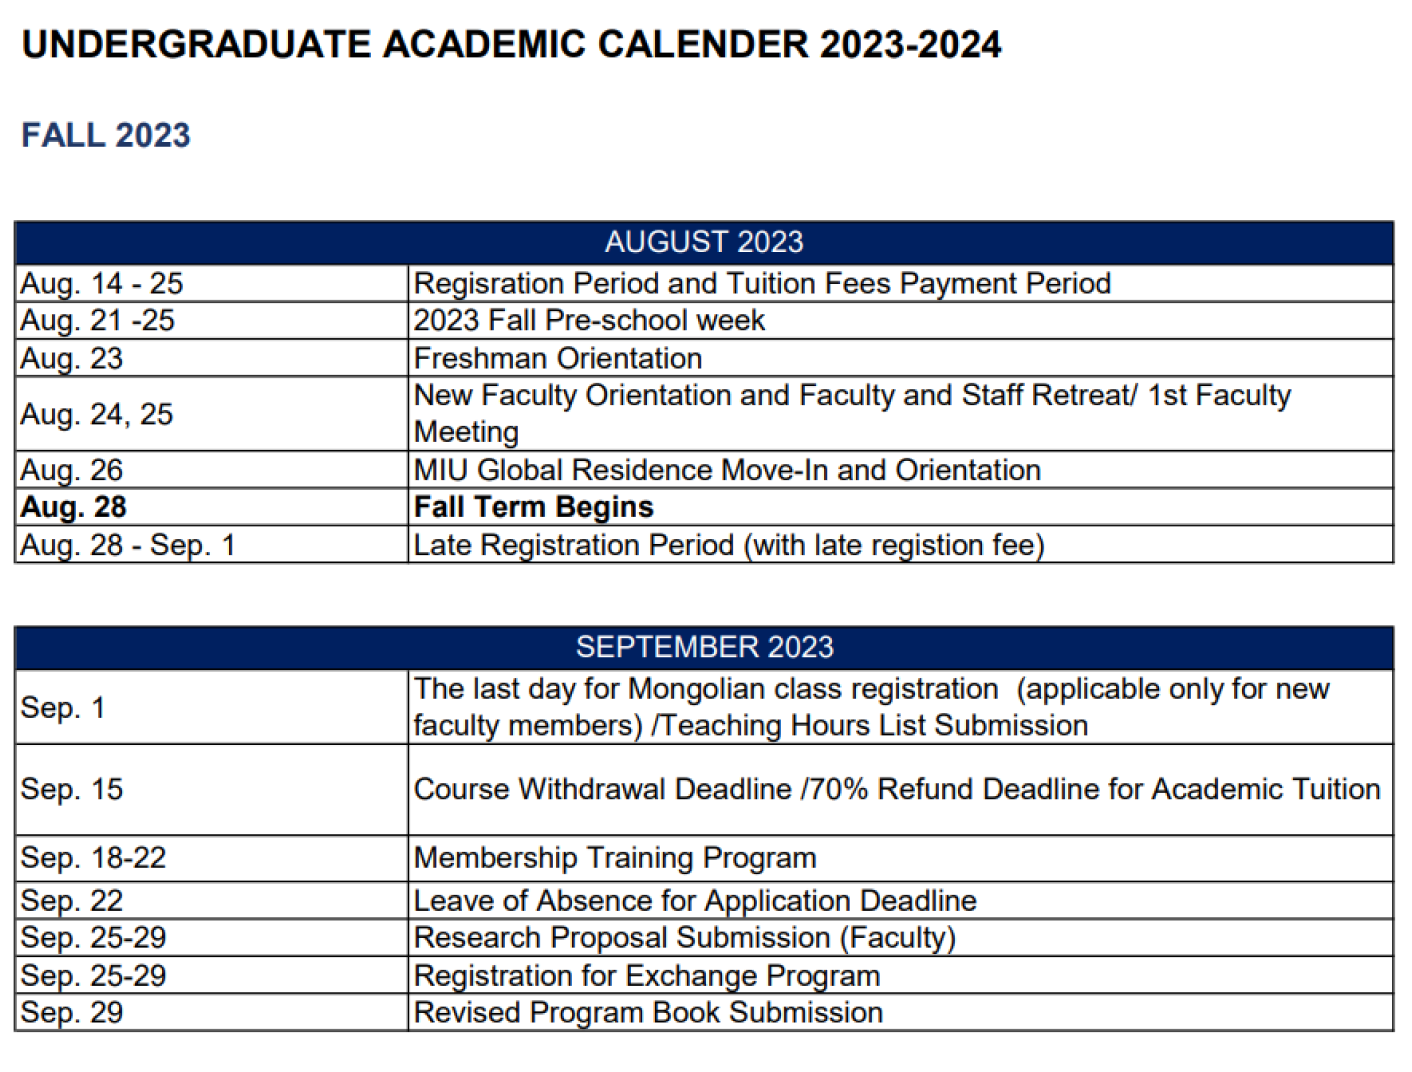 UNDERGRADUATE ACADEMIC CALENDER 2023-2024
FALL 2023
AUGUST 2023
Aug. 14 - 25 Regisration Period and Tuition Fees Payment Period
Aug. 21 -25 2023 Fall Pre-school week
Aug. 23 Freshman Orientation
Aug. 24, 25 New Faculty Orientation and Faculty and Staff Retreat/ 1st Faculty
Meeting
Aug. 26 MIU Global Residence Move-In and Orientation
Aug. 28 Fall Term Begins
Aug. 28 - Sep. 1 Late Registration Period (with late registion fee)
SEPTEMBER 2023
Sep. 1 The last day for Mongolian class registration  (applicable only for new
faculty members) /Teaching Hours List Submission
Sep. 15 Course Withdrawal Deadline /70% Refund Deadline for Academic Tuition
Sep. 18-22 Membership Training Program
Sep. 22 Leave of Absence for Application Deadline
Sep. 25-29 Research Proposal Submission (Faculty)
Sep. 25-29 Registration for Exchange Program
Sep. 29 Revised Program Book Submission